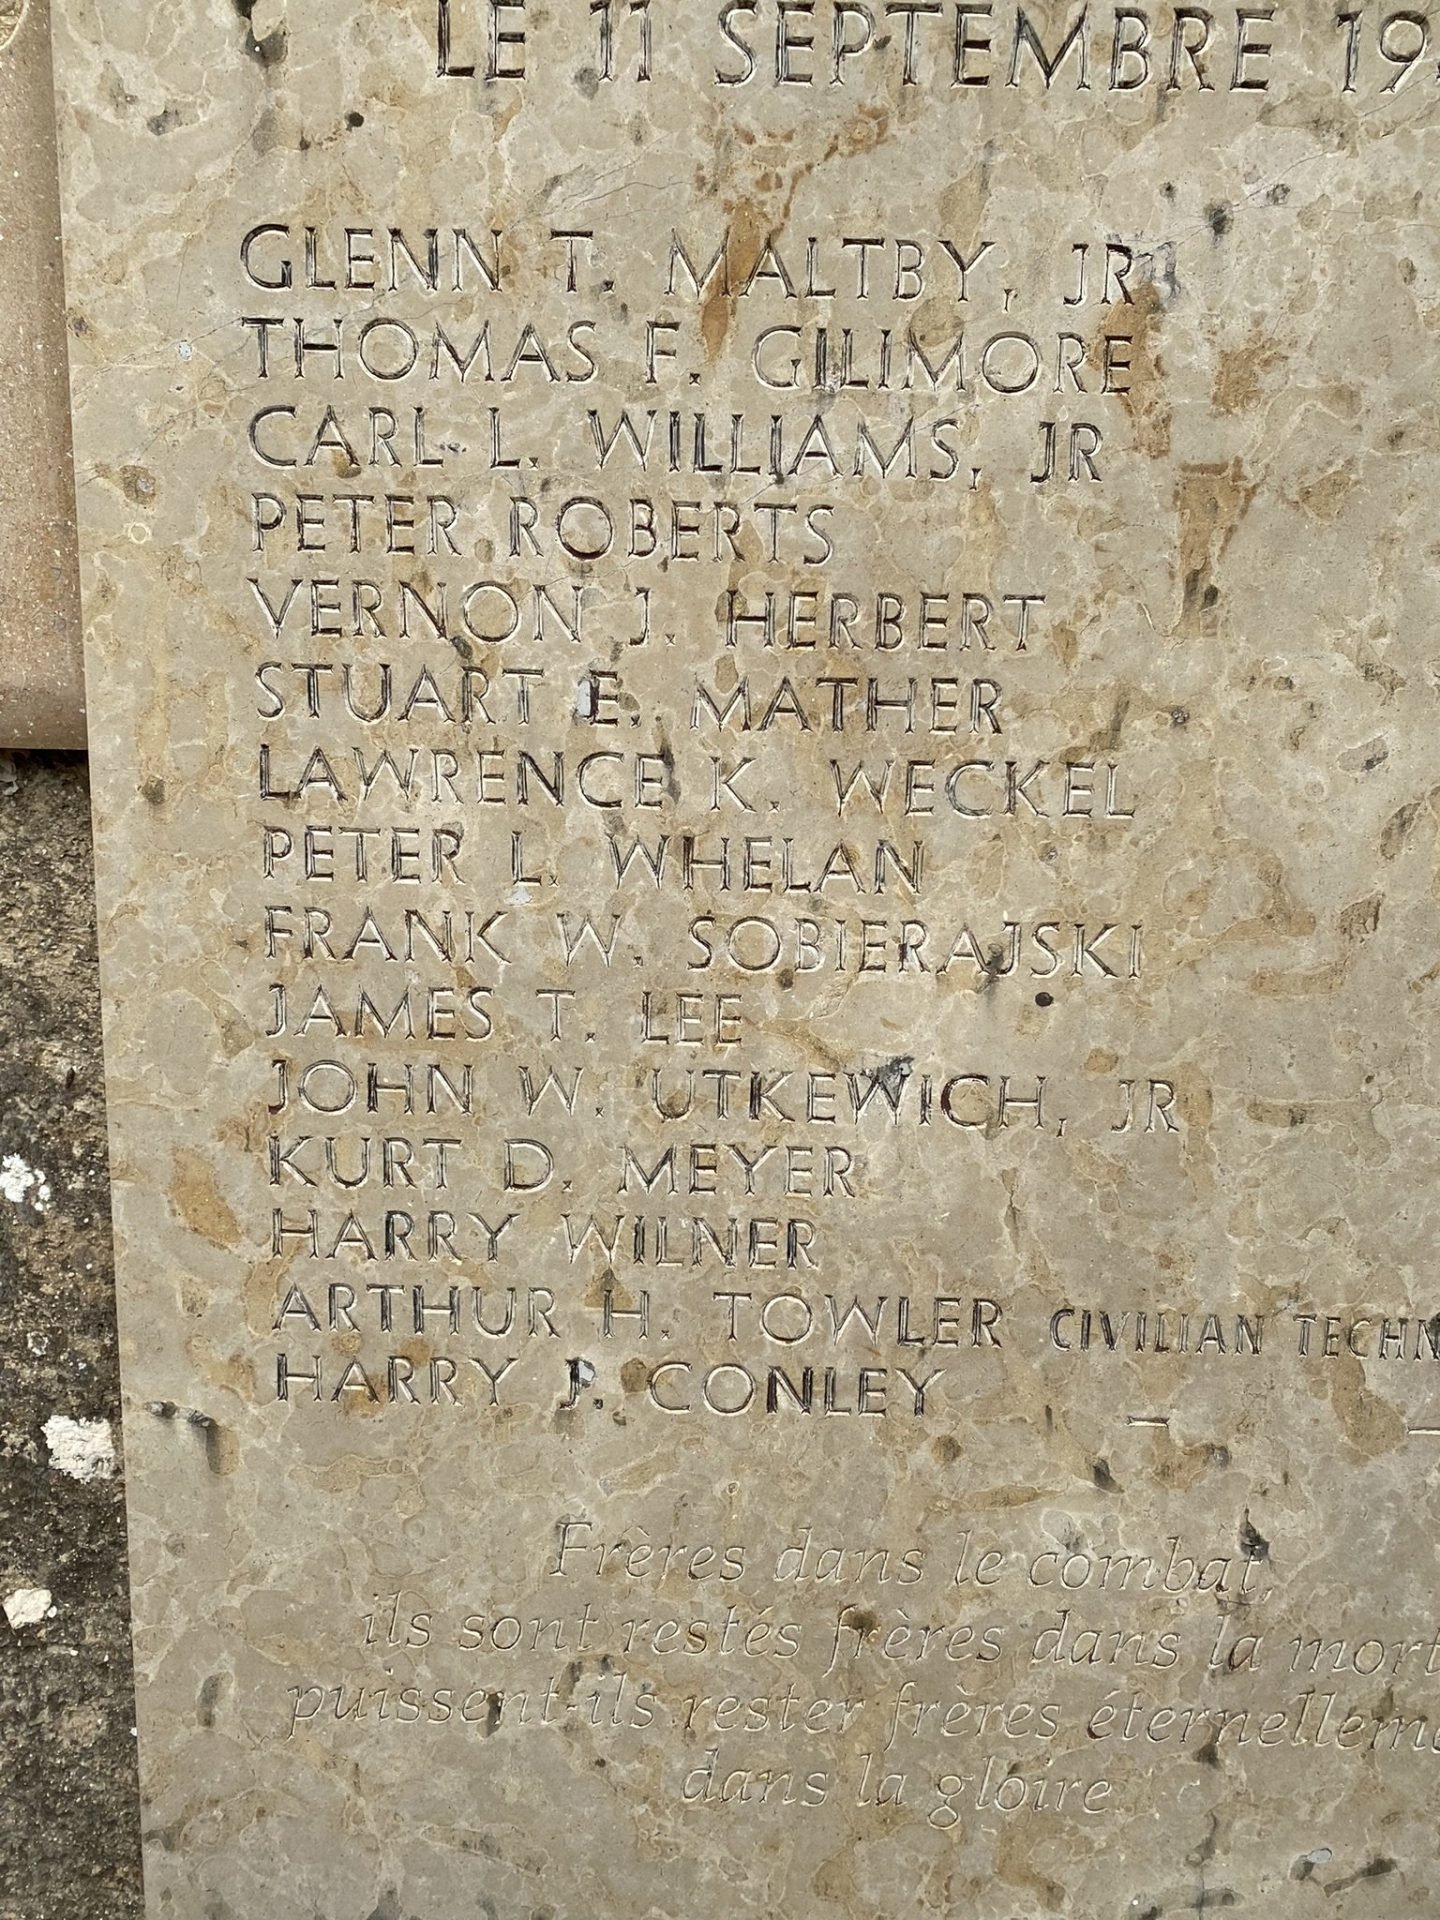 LE 11 SEPTEMBRE 19
GLENN T. MALTBY, JR
THOMAS F. GILIMORE
CARL L. WILLIAMS, JR
PETER ROBERTS
VERNON J. HERBERT
STUART E. MATHER
LAWRENCE K. WECKEL
PETER L. WHELAN
FRANK W. SOBIERAJSKI
JAMES T. LEE
JOHN W. UTKEWICH, JR
KURT D. MEYER
HARRY WILNER
ARTHUR H. TOWLER CIVILIAN TECHN
HARRY J. CONLEY
Frères dans le combat,
ils sont restés frères dans la mort
puissent-ils rester frères éternelleme
dans la gloire